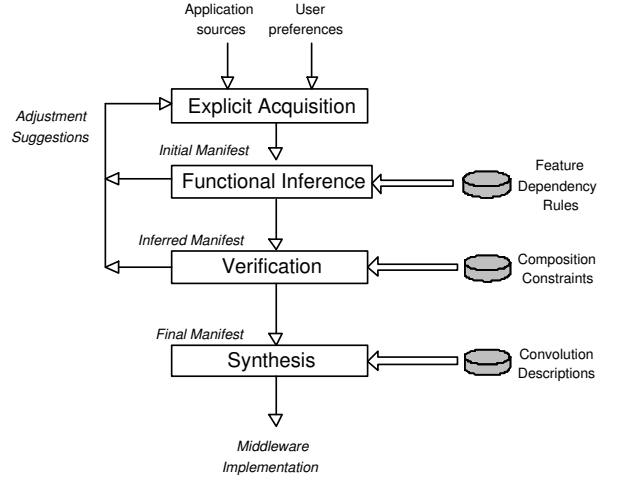 Application
sources
User
preferences
Explicit Acquisition
Adjustment
Suggestions
Initial Manifest
Functional Inference
Feature
Dependency
Rules
Inferred Manifest
Verification
Composition
Constraints
Final Manifest
Synthesis
Convolution
Descriptions
Middleware
Implementation